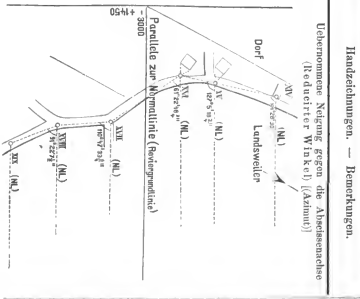 Handzeichnungen. — Bemerkungen.
Uebernommene Neigung gegen die Abscissenachse
(Reducirter Winkel) [(Azimut)]
XIV
(NL)
Dorf
Landsweiler
XV
(NL)
XVI
(NL)
Parallele zur Normallinie (Reviergrundlinie)
- 3000
+1450
XVII
(NL)
XVIII
(NL)
XIX
(NL)